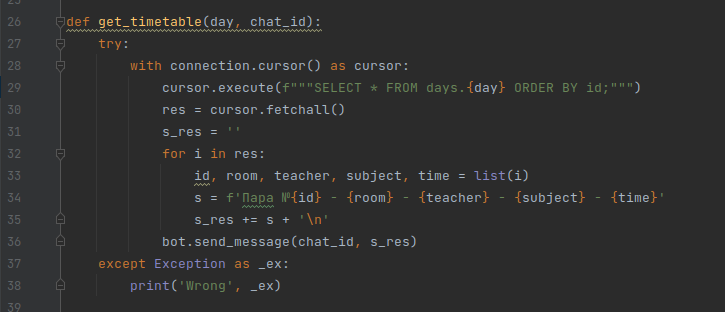 26 def get_timetable(day, chat_id):
27     try:
28         with connection.cursor() as cursor:
29             cursor.execute(f"""SELECT * FROM days.{day} ORDER BY id;""")
30             res = cursor.fetchall()
31             s_res = ''
32             for i in res:
33                 id, room, teacher, subject, time = list(i)
34                 s = f'Пара №{id} - {room} - {teacher} - {subject} - {time}'
35                 s_res += s + '\n'
36             bot.send_message(chat_id, s_res)
37     except Exception as _ex:
38         print('Wrong', _ex)
39